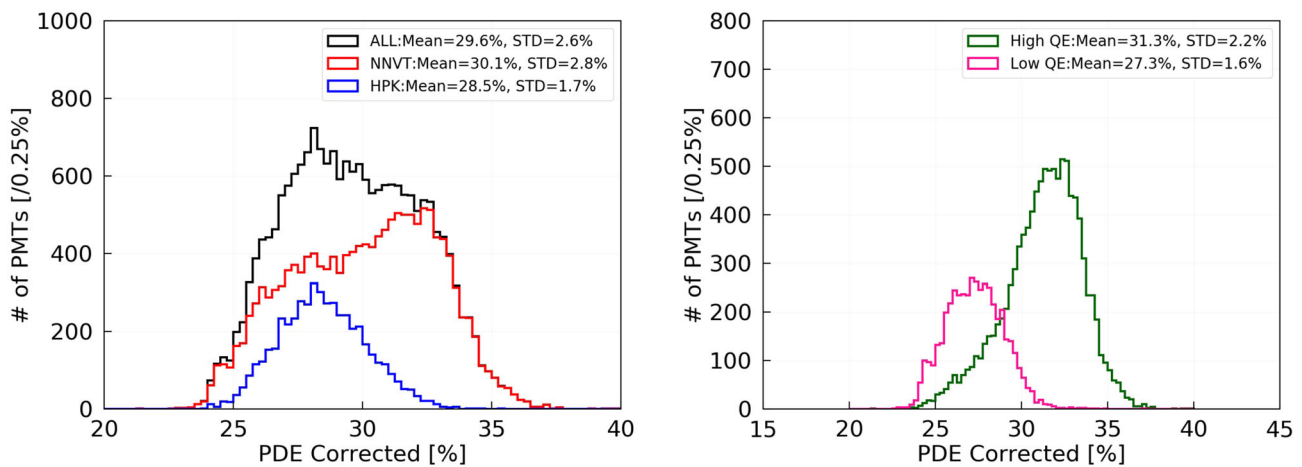 1000
800
600
400
200
0
# of PMTs [/0.25%]
ALL:Mean=29.6%, STD=2.6%
NNVT:Mean=30.1%, STD=2.8%
HPK:Mean=28.5%, STD=1.7%
20 25 30 35 40
PDE Corrected [%]
800
700
600
500
400
300
200
100
0
# of PMTs [/0.25%]
High QE:Mean=31.3%, STD=2.2%
Low QE:Mean=27.3%, STD=1.6%
15 20 25 30 35 40 45
PDE Corrected [%]